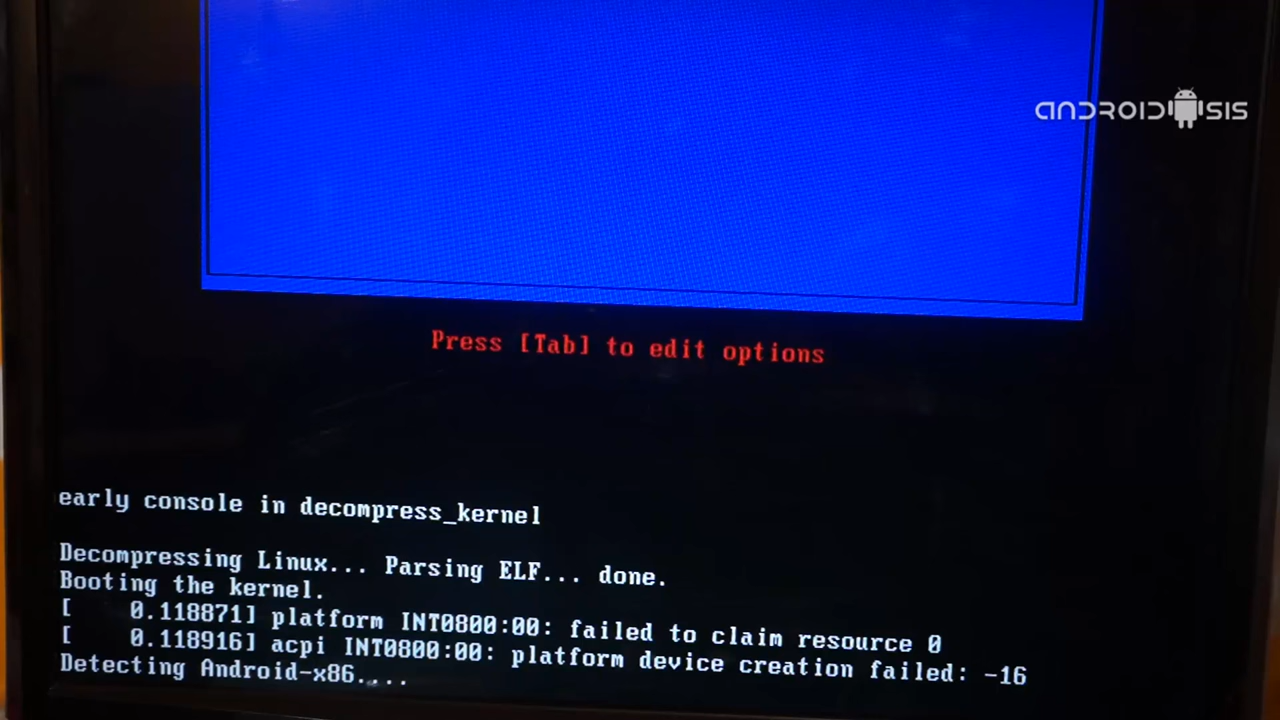 ANDROIDSIS
Press [Tab] to edit options
early console in decompress_kernel
Decompressing Linux... Parsing ELF... done.
Booting the kernel.
[    0.118871] platform INT0800:00: failed to claim resource 0
[    0.118916] acpi INT0800:00: platform device creation failed: -16
Detecting Android-x86....